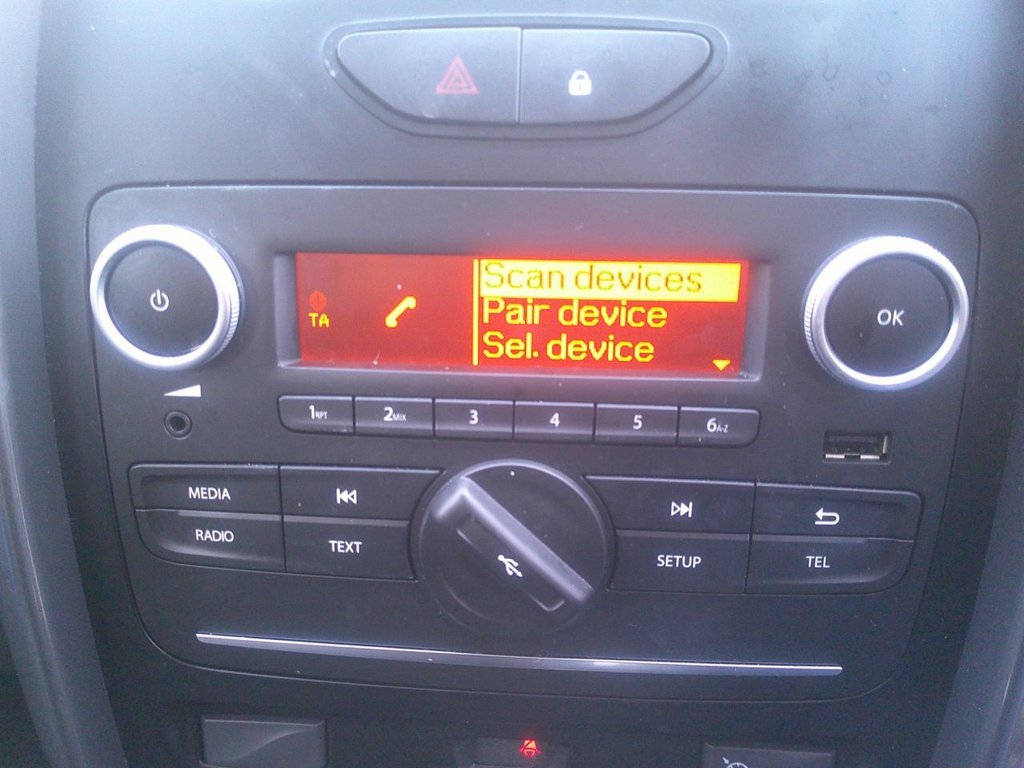 Scan devices
TA
Pair device
Sel. device
OK
1RPT 2MIX 3 4 5 6A-Z
MEDIA
RADIO
TEXT
SETUP
TEL